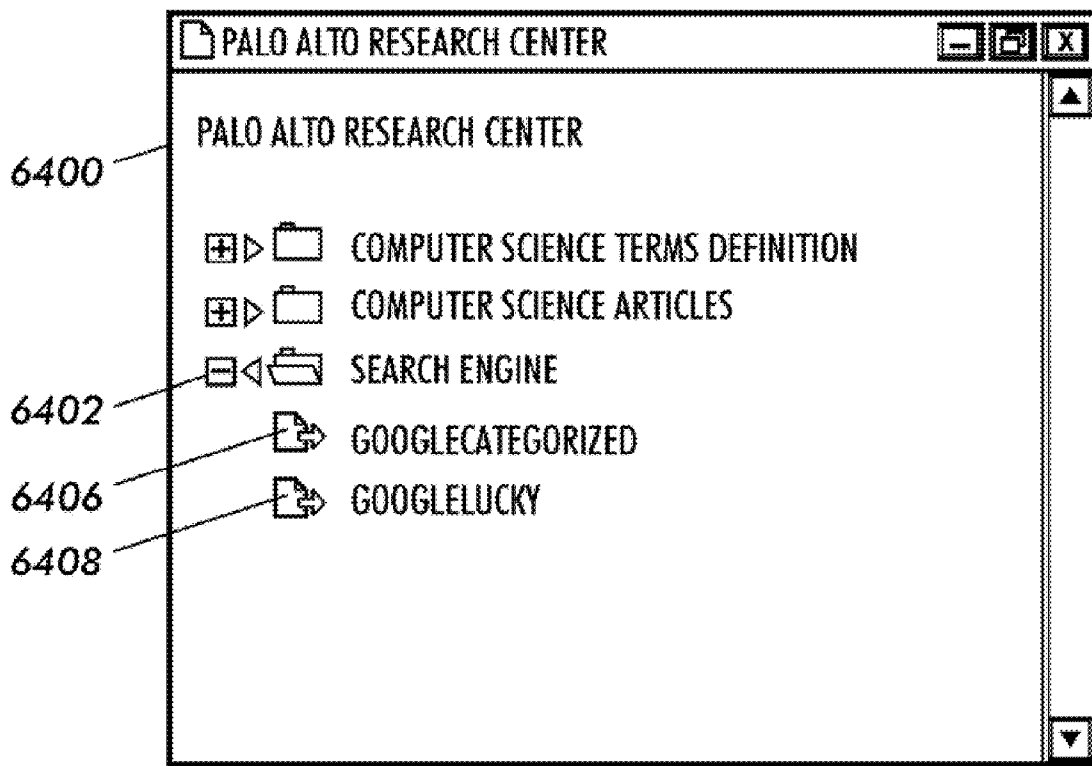 PALO ALTO RESEARCH CENTER
X
PALO ALTO RESEARCH CENTER
6400
COMPUTER SCIENCE TERMS DEFINITION
COMPUTER SCIENCE ARTICLES
SEARCH ENGINE
6402
GOOGLECATEGORIZED
6406
GOOGLELUCKY
6408